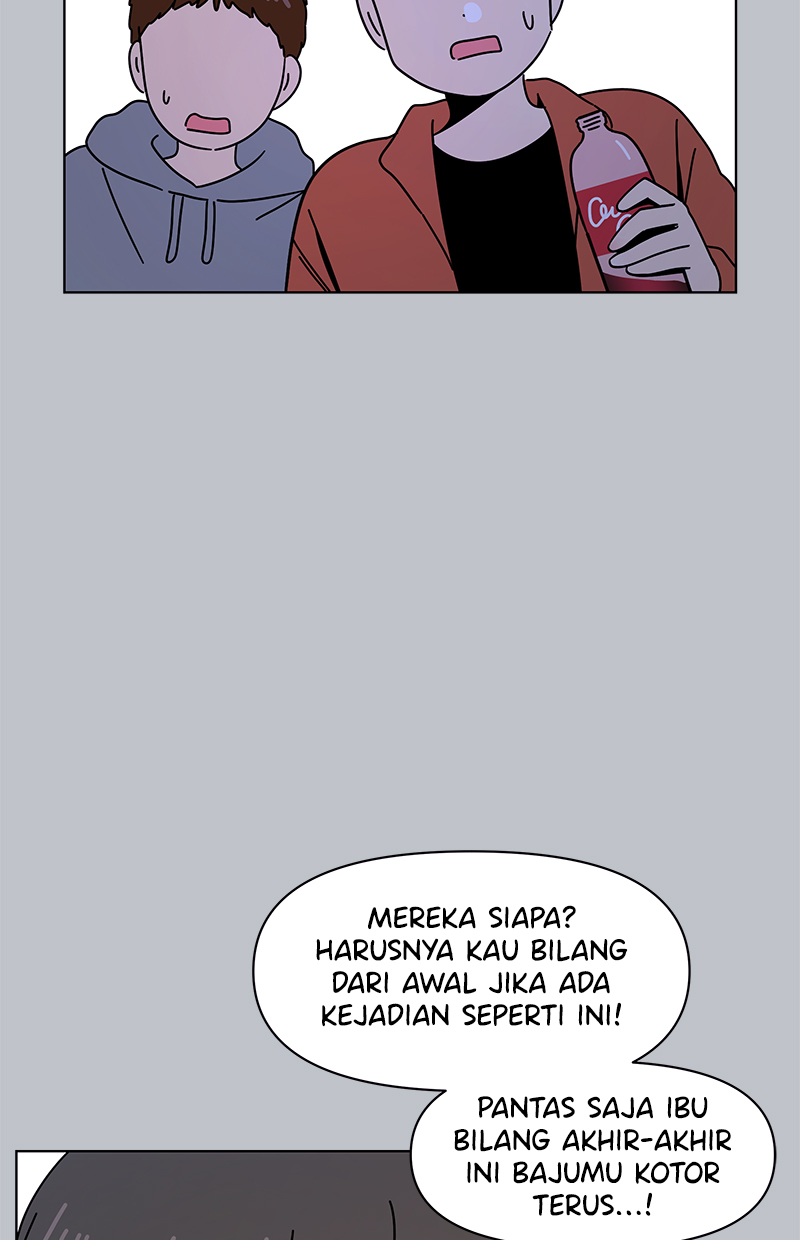 MEREKA SIAPA?
HARUSNYA KAU BILANG
DARI AWAL JIKA ADA
KEJADIAN SEPERTI INI!
PANTAS SAJA IBU
BILANG AKHIR-AKHIR
INI BAJUMU KOTOR
TERUS...!